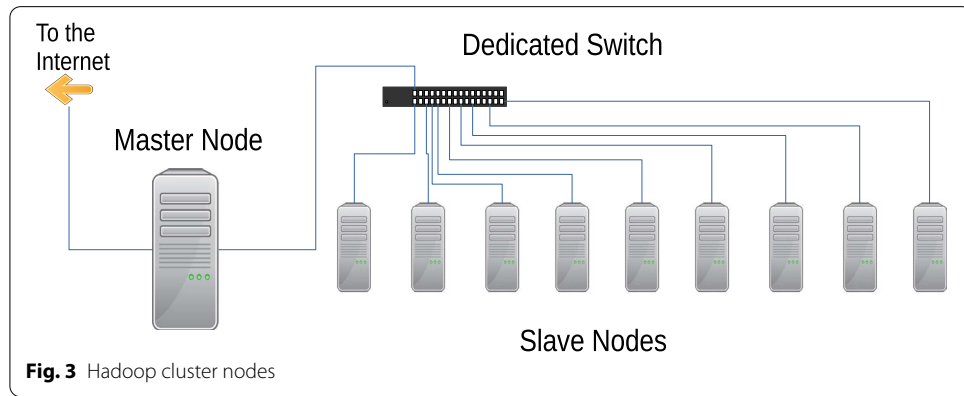 To the
Internet
Dedicated Switch
Master Node
Slave Nodes
Fig. 3 Hadoop cluster nodes